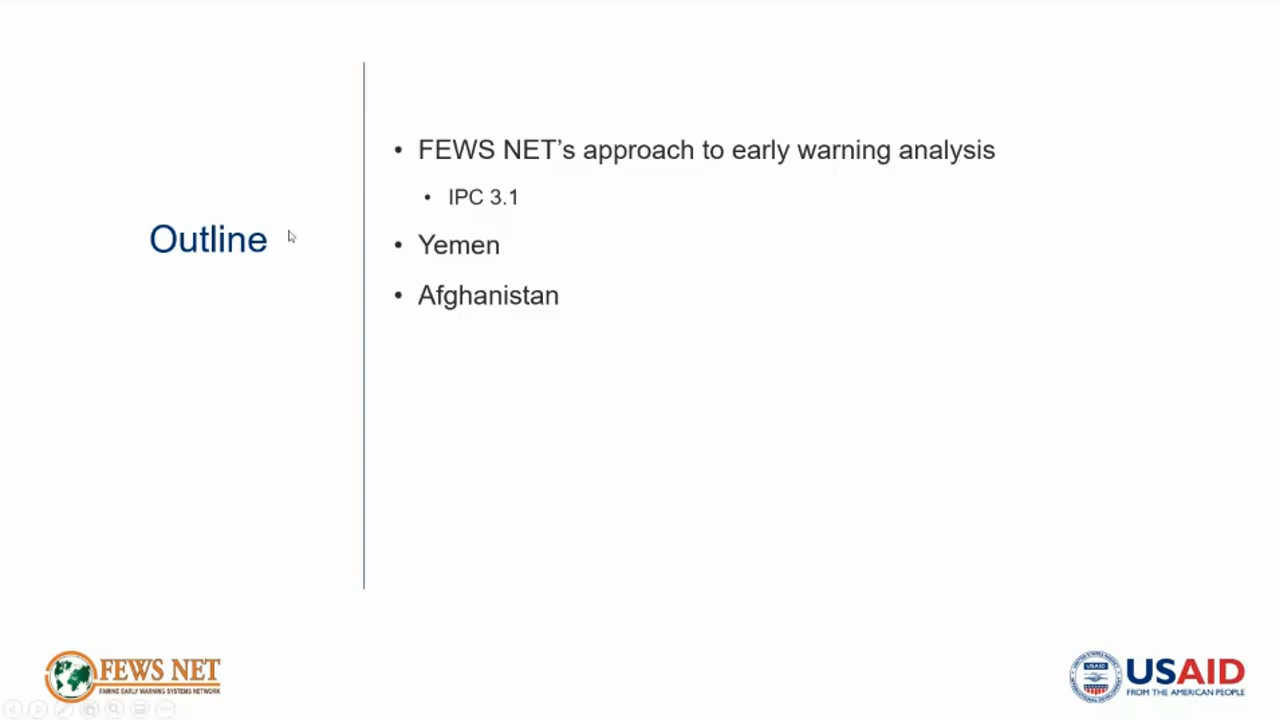 Outline
• FEWS NET’s approach to early warning analysis
• IPC 3.1
• Yemen
• Afghanistan
FEWS NET
FAMINE EARLY WARNING SYSTEMS NETWORK
USAID
USAID
FROM THE AMERICAN PEOPLE